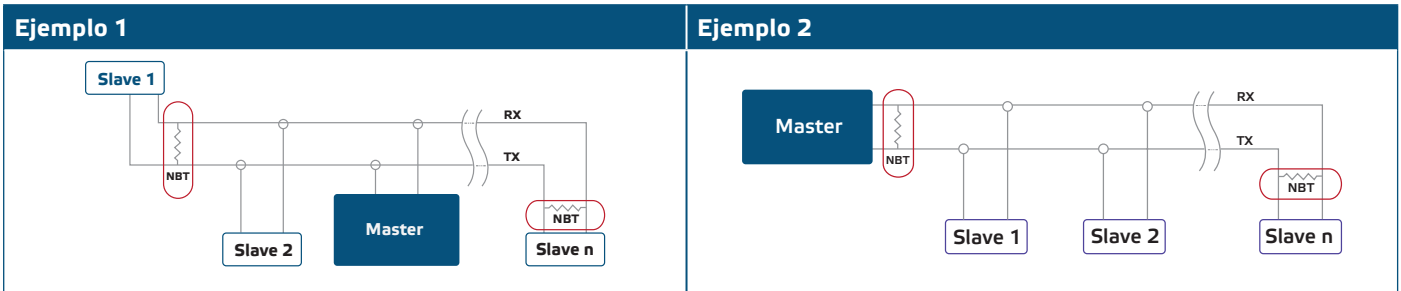 Ejemplo 1
Slave 1
RX
TX
NBT
Slave 2
Master
NBT
Slave n
Ejemplo 2
Master
RX
TX
NBT
NBT
Slave 1
Slave 2
Slave n